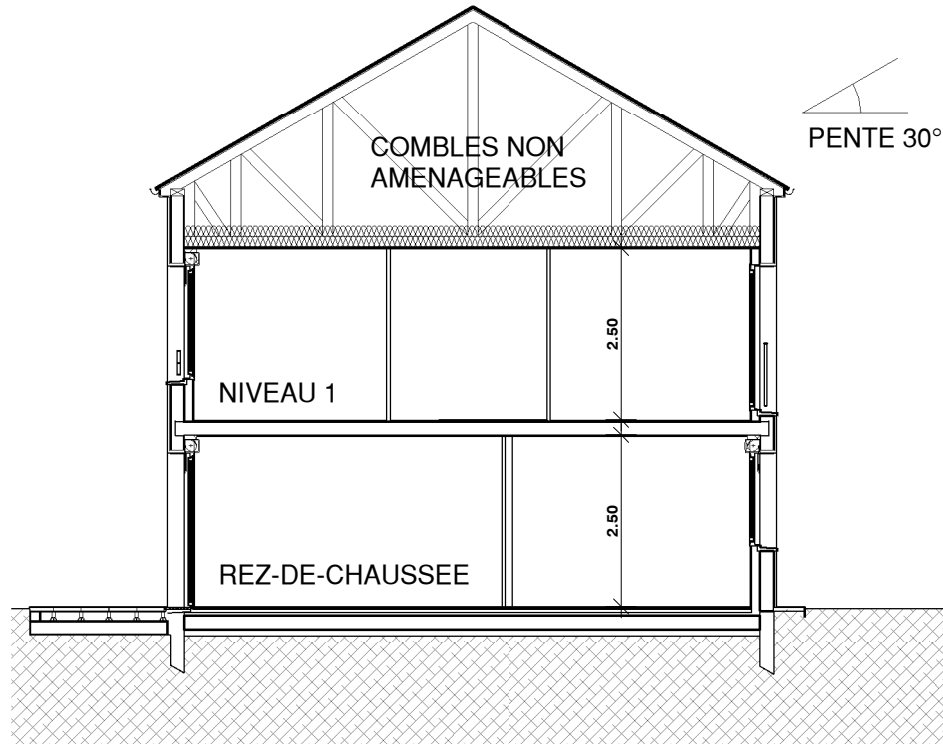 COMBLES NON
AMENAGEABLES
PENTE 30°
2.50
NIVEAU 1
2.50
REZ-DE-CHAUSSEE